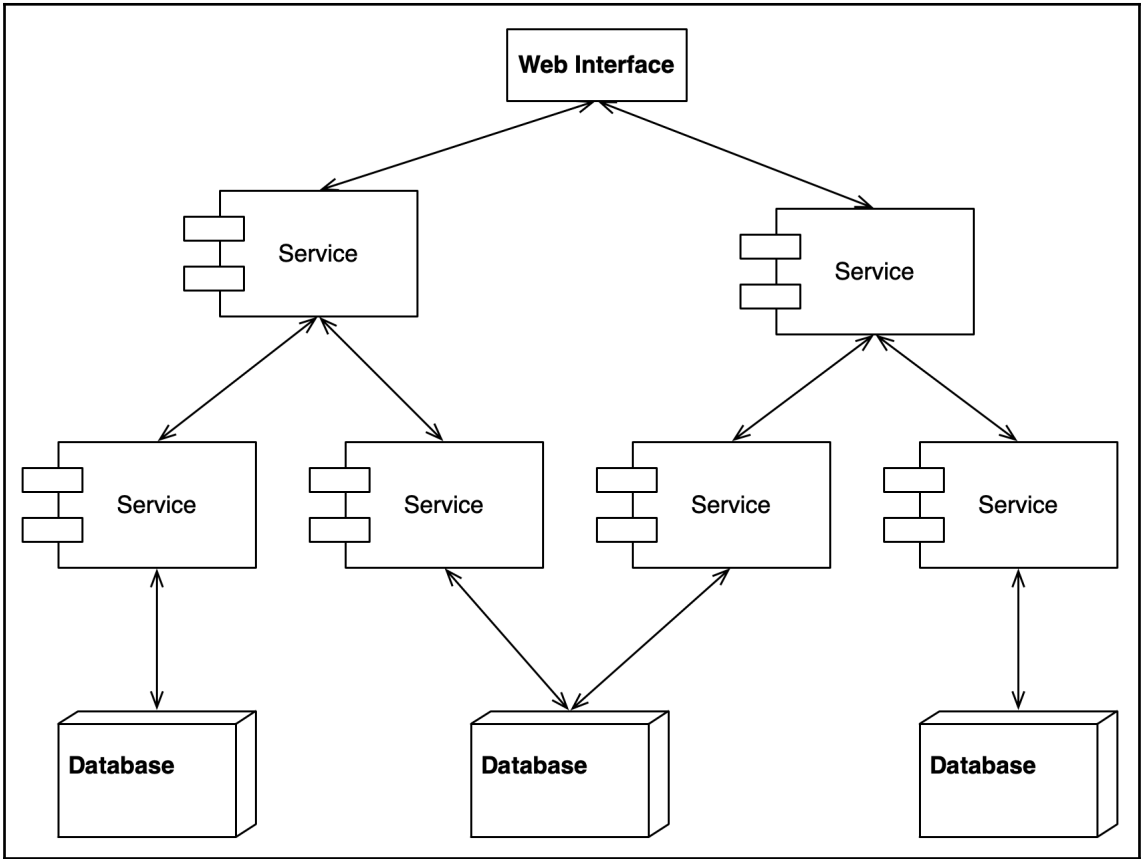 Web Interface
Service
Service
Service
Service
Service
Service
Database
Database
Database